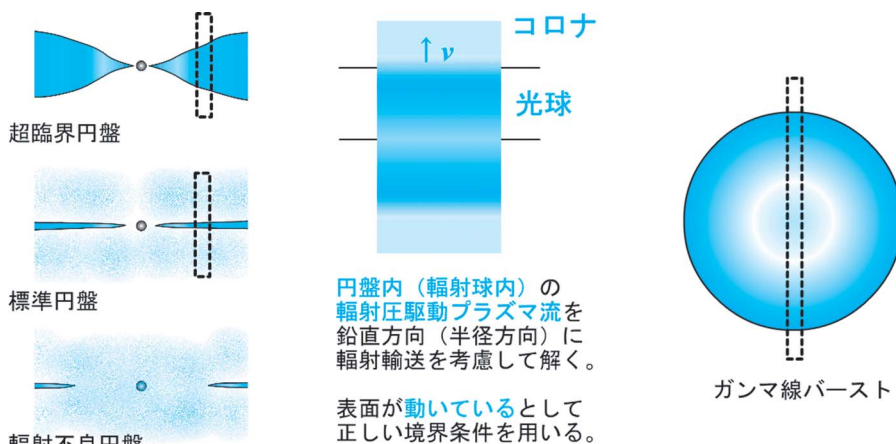 超臨界円盤
標準円盤
輻射不良円盤
コロナ
↑ν
光球
円盤内（輻射球内）の
輻射圧駆動プラズマ流を
鉛直方向（半径方向）に
輻射輸送を考慮して解く。
表面が動いているとして
正しい境界条件を用いる。
ガンマ線バースト